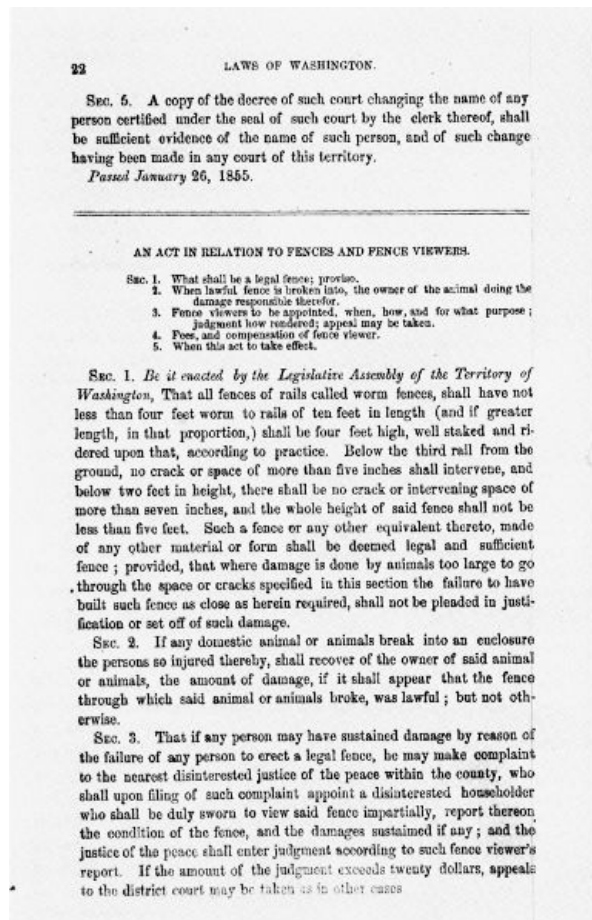 22
LAWS OF WASHINGTON.
SEC. 5. A copy of the decree of such court changing the name of any
person certified under the seal of such court by the clerk thereof, shall
be sufficient evidence of the name of such person, and of such change
having been made in any court of this territory.
Passed January 26, 1855.
AN ACT IN RELATION TO FENCES AND FENCE VIEWERS.
SEC. 1. What shall be a legal fence; proviso.
2. When lawful fence is broken into, the owner of the animal doing the
damage responsible therefor.
3. Fence viewers to be appointed, when, how, and for what purpose;
judgment how rendered; appeal may be taken.
4. Fees, and compensation of fence viewer.
5. When this act to take effect.
SEC. 1. Be it enacted by the Legislative Assembly of the Territory of
Washington, That all fences of rails called worm fences, shall have not
less than four feet worm to rails of ten feet in length (and if greater
length, in that proportion,) shall be four feet high, well staked and ri-
dered upon that, according to practice. Below the third rail from the
ground, no crack or space of more than five inches shall intervene, and
below two feet in height, there shall be no crack or intervening space of
more than seven inches, and the whole height of said fence shall not be
less than five feet. Such a fence or any other equivalent thereto, made
of any other material or form shall be deemed legal and sufficient
fence ; provided, that where damage is done by animals too large to go
through the space or cracks specified in this section the failure to have
built such fence as close as herein required, shall not be pleaded in justi-
fication or set off of such damage.
SEC. 2. If any domestic animal or animals break into an enclosure
the persons so injured thereby, shall recover of the owner of said animal
or animals, the amount of damage, if it shall appear that the fence
through which said animal or animals broke, was lawful ; but not oth-
erwise.
SEC. 3. That if any person may have sustained damage by reason of
the failure of any person to erect a legal fence, he may make complaint
to the nearest disinterested justice of the peace within the county, who
shall upon filing of such complaint appoint a disinterested householder
who shall be duly sworn to view said fence impartially, report thereon
the condition of the fence, and the damages sustaimed if any ; and the
justice of the peace shall enter judgment according to such fence viewer's
report. If the amount of the judgment exceeds twenty dollars, appeals
to the district court may be taken as in other cases